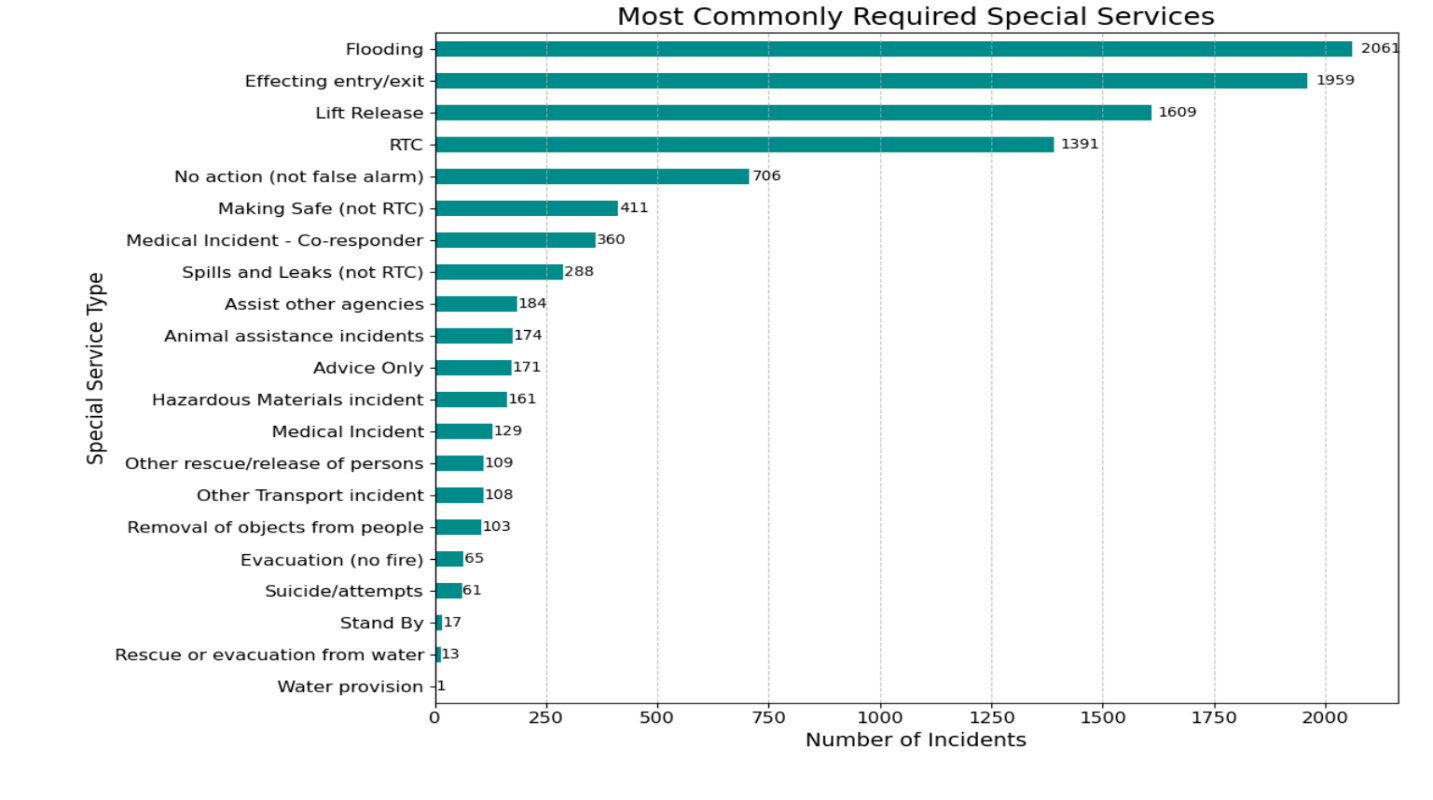 Most Commonly Required Special Services
Special Service Type
Flooding 2061
Effecting entry/exit 1959
Lift Release 1609
RTC 1391
No action (not false alarm) 706
Making Safe (not RTC) 411
Medical Incident - Co-responder 360
Spills and Leaks (not RTC) 288
Assist other agencies 184
Animal assistance incidents 174
Advice Only 171
Hazardous Materials incident 161
Medical Incident 129
Other rescue/release of persons 109
Other Transport incident 108
Removal of objects from people 103
Evacuation (no fire) 65
Suicide/attempts 61
Stand By 17
Rescue or evacuation from water 13
Water provision 1
0 250 500 750 1000 1250 1500 1750 2000
Number of Incidents